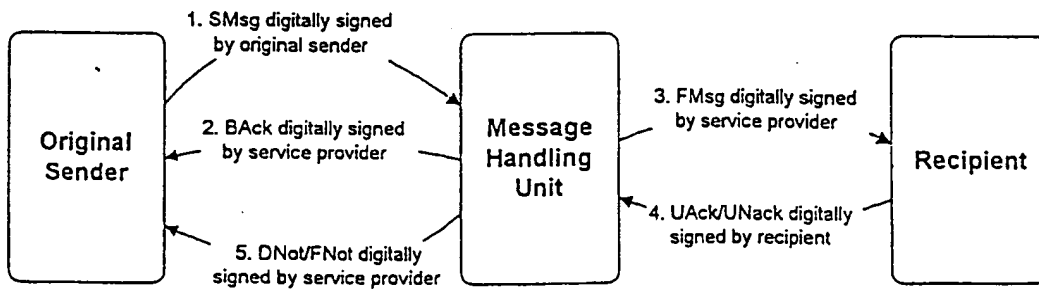 1. SMsg digitally signed
by original sender
Original
Sender
2. BAck digitally signed
by service provider
5. DNot/FNot digitally
signed by service provider
Message
Handling
Unit
3. FMsg digitally signed
by service provider
4. UAck/UNack digitally
signed by recipient
Recipient